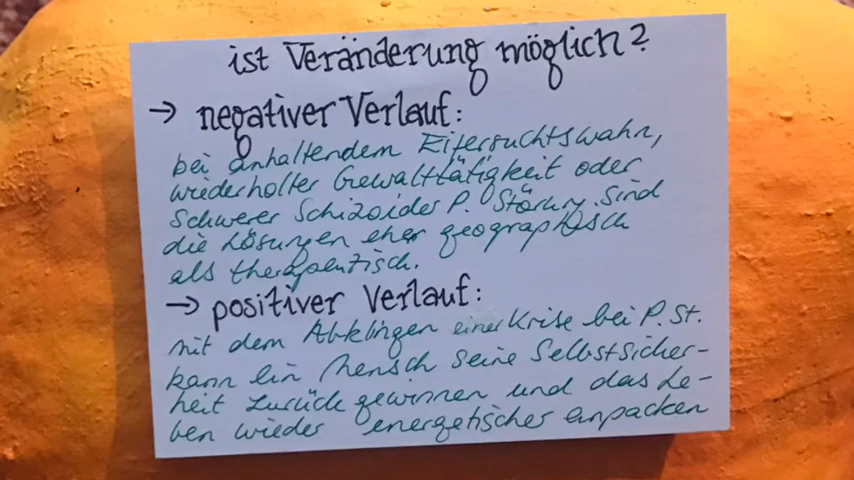 ist Veränderung möglich?
→ negativer Verlauf:
bei anhaltendem Eifersuchtswahn,
wiederholter Gewalttätigkeit oder
Schwerer Schizoider P. Störung sind
die Lösungen eher geographisch
als therapeutisch.
→ positiver Verlauf:
mit dem Abklingen einer Krise bei P. St.
kann ein Mensch seine Selbstsicher-
heit zurück gewinnen und das Le-
ben wieder energetischer anpacken